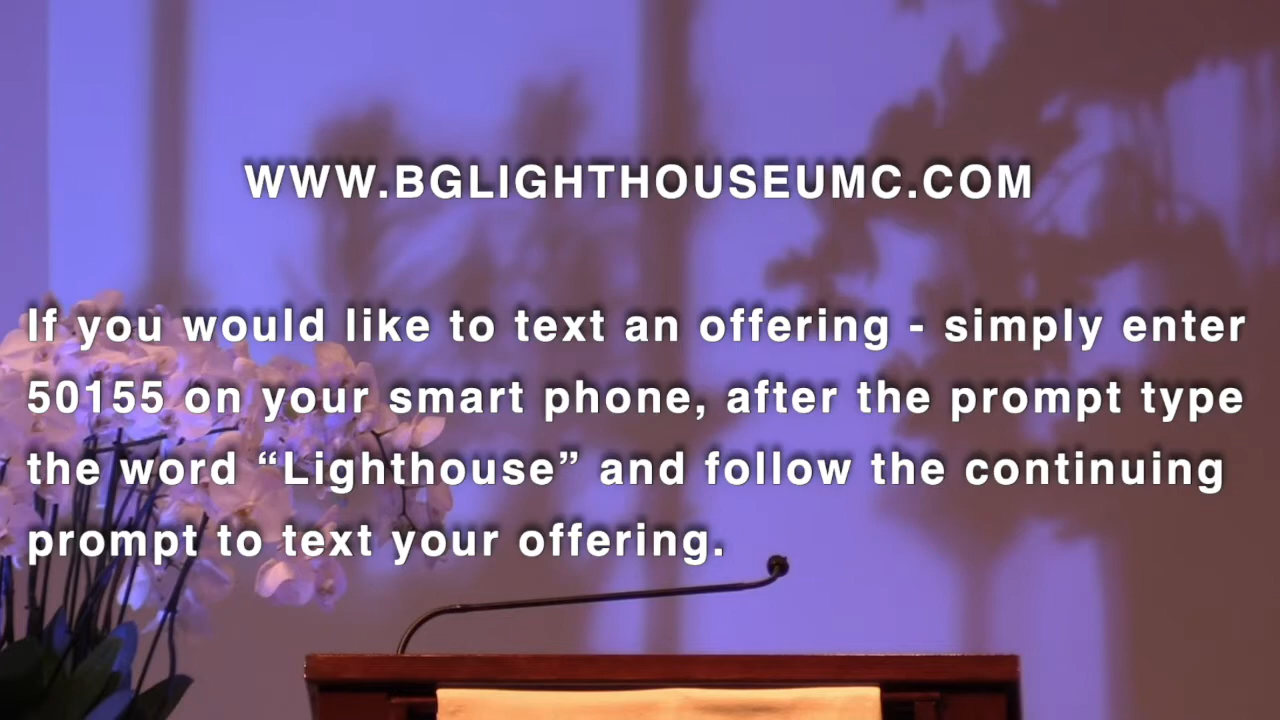 WWW.BGLIGHTHOUSEUMC.COM
If you would like to text an offering - simply enter
50155 on your smart phone, after the prompt type
the word “Lighthouse” and follow the continuing
prompt to text your offering.